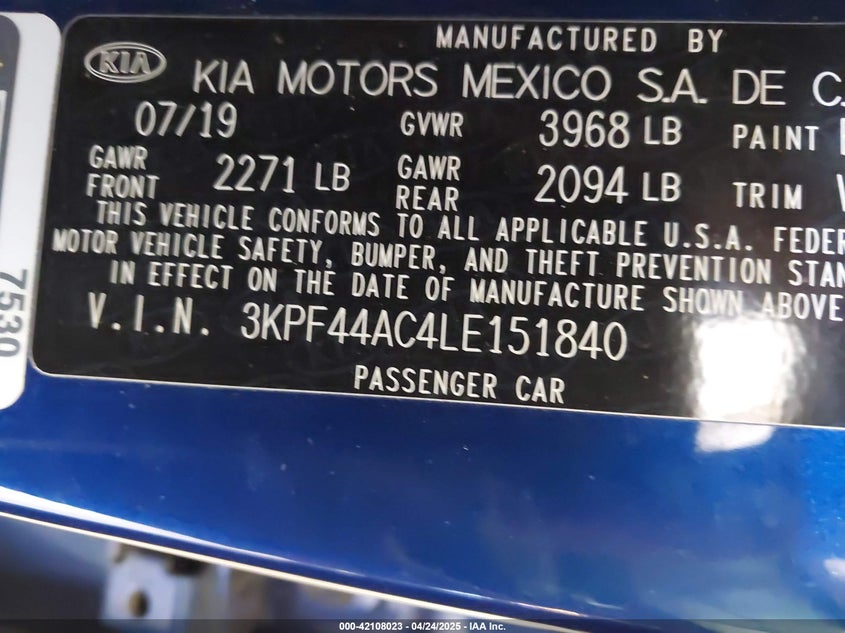 MANUFACTURED BY
KIA
KIA MOTORS MEXICO S.A. DE C.
07/19 GVWR 3968 LB PAINT
GAWR FRONT 2271 LB GAWR REAR 2094 LB TRIM
THIS VEHICLE CONFORMS TO ALL APPLICABLE U.S.A. FEDER
MOTOR VEHICLE SAFETY, BUMPER, AND THEFT PREVENTION STAN
IN EFFECT ON THE DATE OF MANUFACTURE SHOWN ABOVE
V.I.N. 3KPF44AC4LE151840
PASSENGER CAR
7530
000-42108023 - 04/24/2025 - IAA Inc.